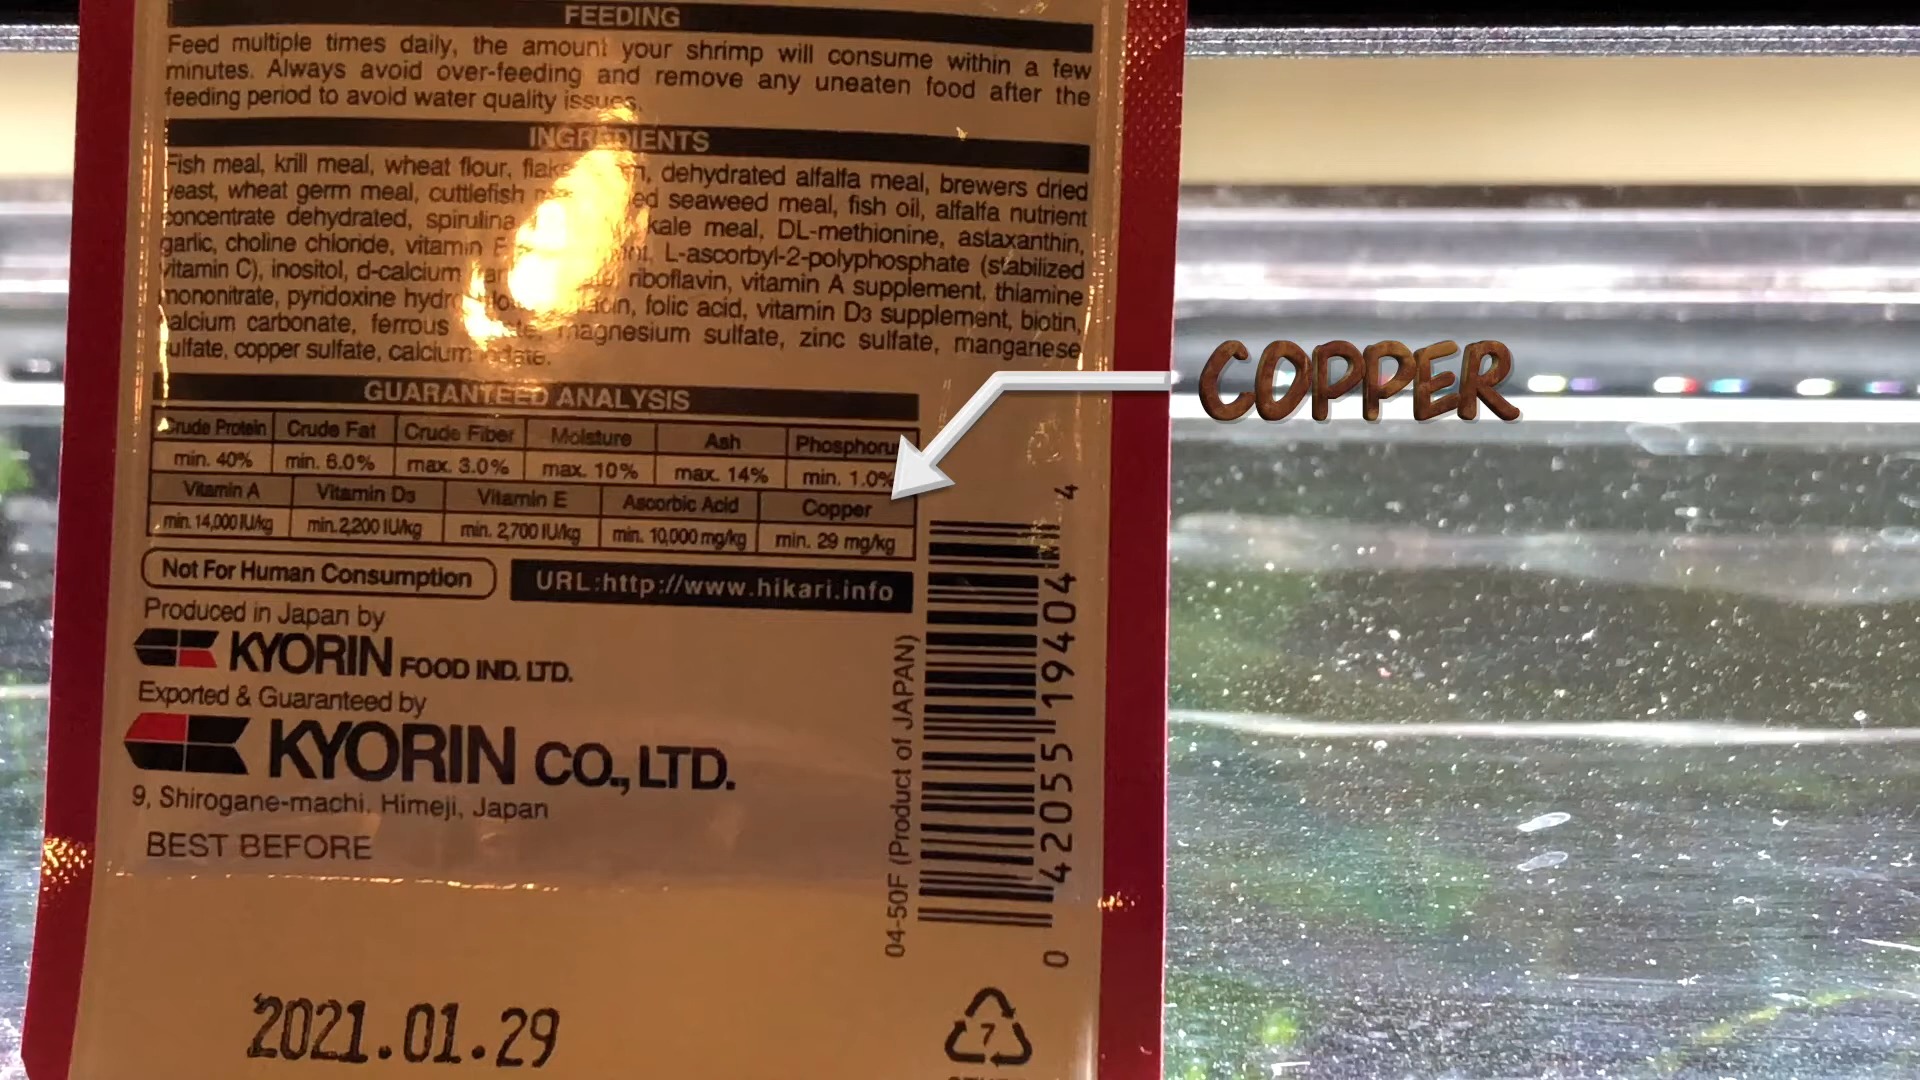 FEEDING
Feed multiple times daily, the amount your shrimp will consume within a few
minutes. Always avoid over-feeding and remove any uneaten food after the
feeding period to avoid water quality issues.
INGREDIENTS
Fish meal, krill meal, wheat flour, dehydrated alfalfa meal, brewers dried
yeast, wheat germ meal, cuttlefish seaweed meal, fish oil, alfalfa nutrient
concentrate dehydrated, spirulina kale meal, DL-methionine, astaxanthin,
garlic, choline chloride, vitamin E L-ascorbyl-2-polyphosphate (stabilized
vitamin C), inositol, d-calcium riboflavin, vitamin A supplement, thiamine
mononitrate, pyridoxine folic acid, vitamin D3 supplement, biotin,
calcium carbonate, ferrous magnesium sulfate, zinc sulfate, manganese
sulfate, copper sulfate, calcium
GUARANTEED ANALYSIS
Crude Protein Crude Fat Crude Fiber Moisture Ash Phosphorus
min. 40% min. 8.0% max. 3.0% max. 10% max. 14% min. 1.0%
Vitamin A Vitamin D3 Vitamin E Ascorbic Acid Copper
min. 14,000 IU/kg min. 2,200 IU/kg min. 2,700 IU/kg min. 10,000 mg/kg min. 29 mg/kg
COPPER
Not For Human Consumption
URL:http://www.hikari.info
Produced in Japan by
KYORIN FOOD IND. LTD.
Exported & Guaranteed by
KYORIN CO., LTD.
9, Shirogane-machi, Himeji, Japan
BEST BEFORE
2021.01.29
04-50F (Product of JAPAN)
0 42055 19404 4
7